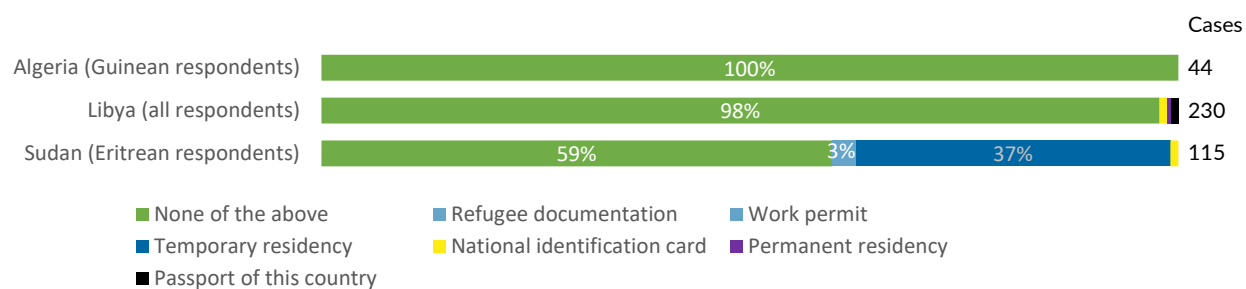 Cases
Algeria (Guinean respondents) 100% 44
Libya (all respondents) 98% 230
Sudan (Eritrean respondents) 59% 3% 37% 115
None of the above Refugee documentation Work permit
Temporary residency National identification card Permanent residency
Passport of this country